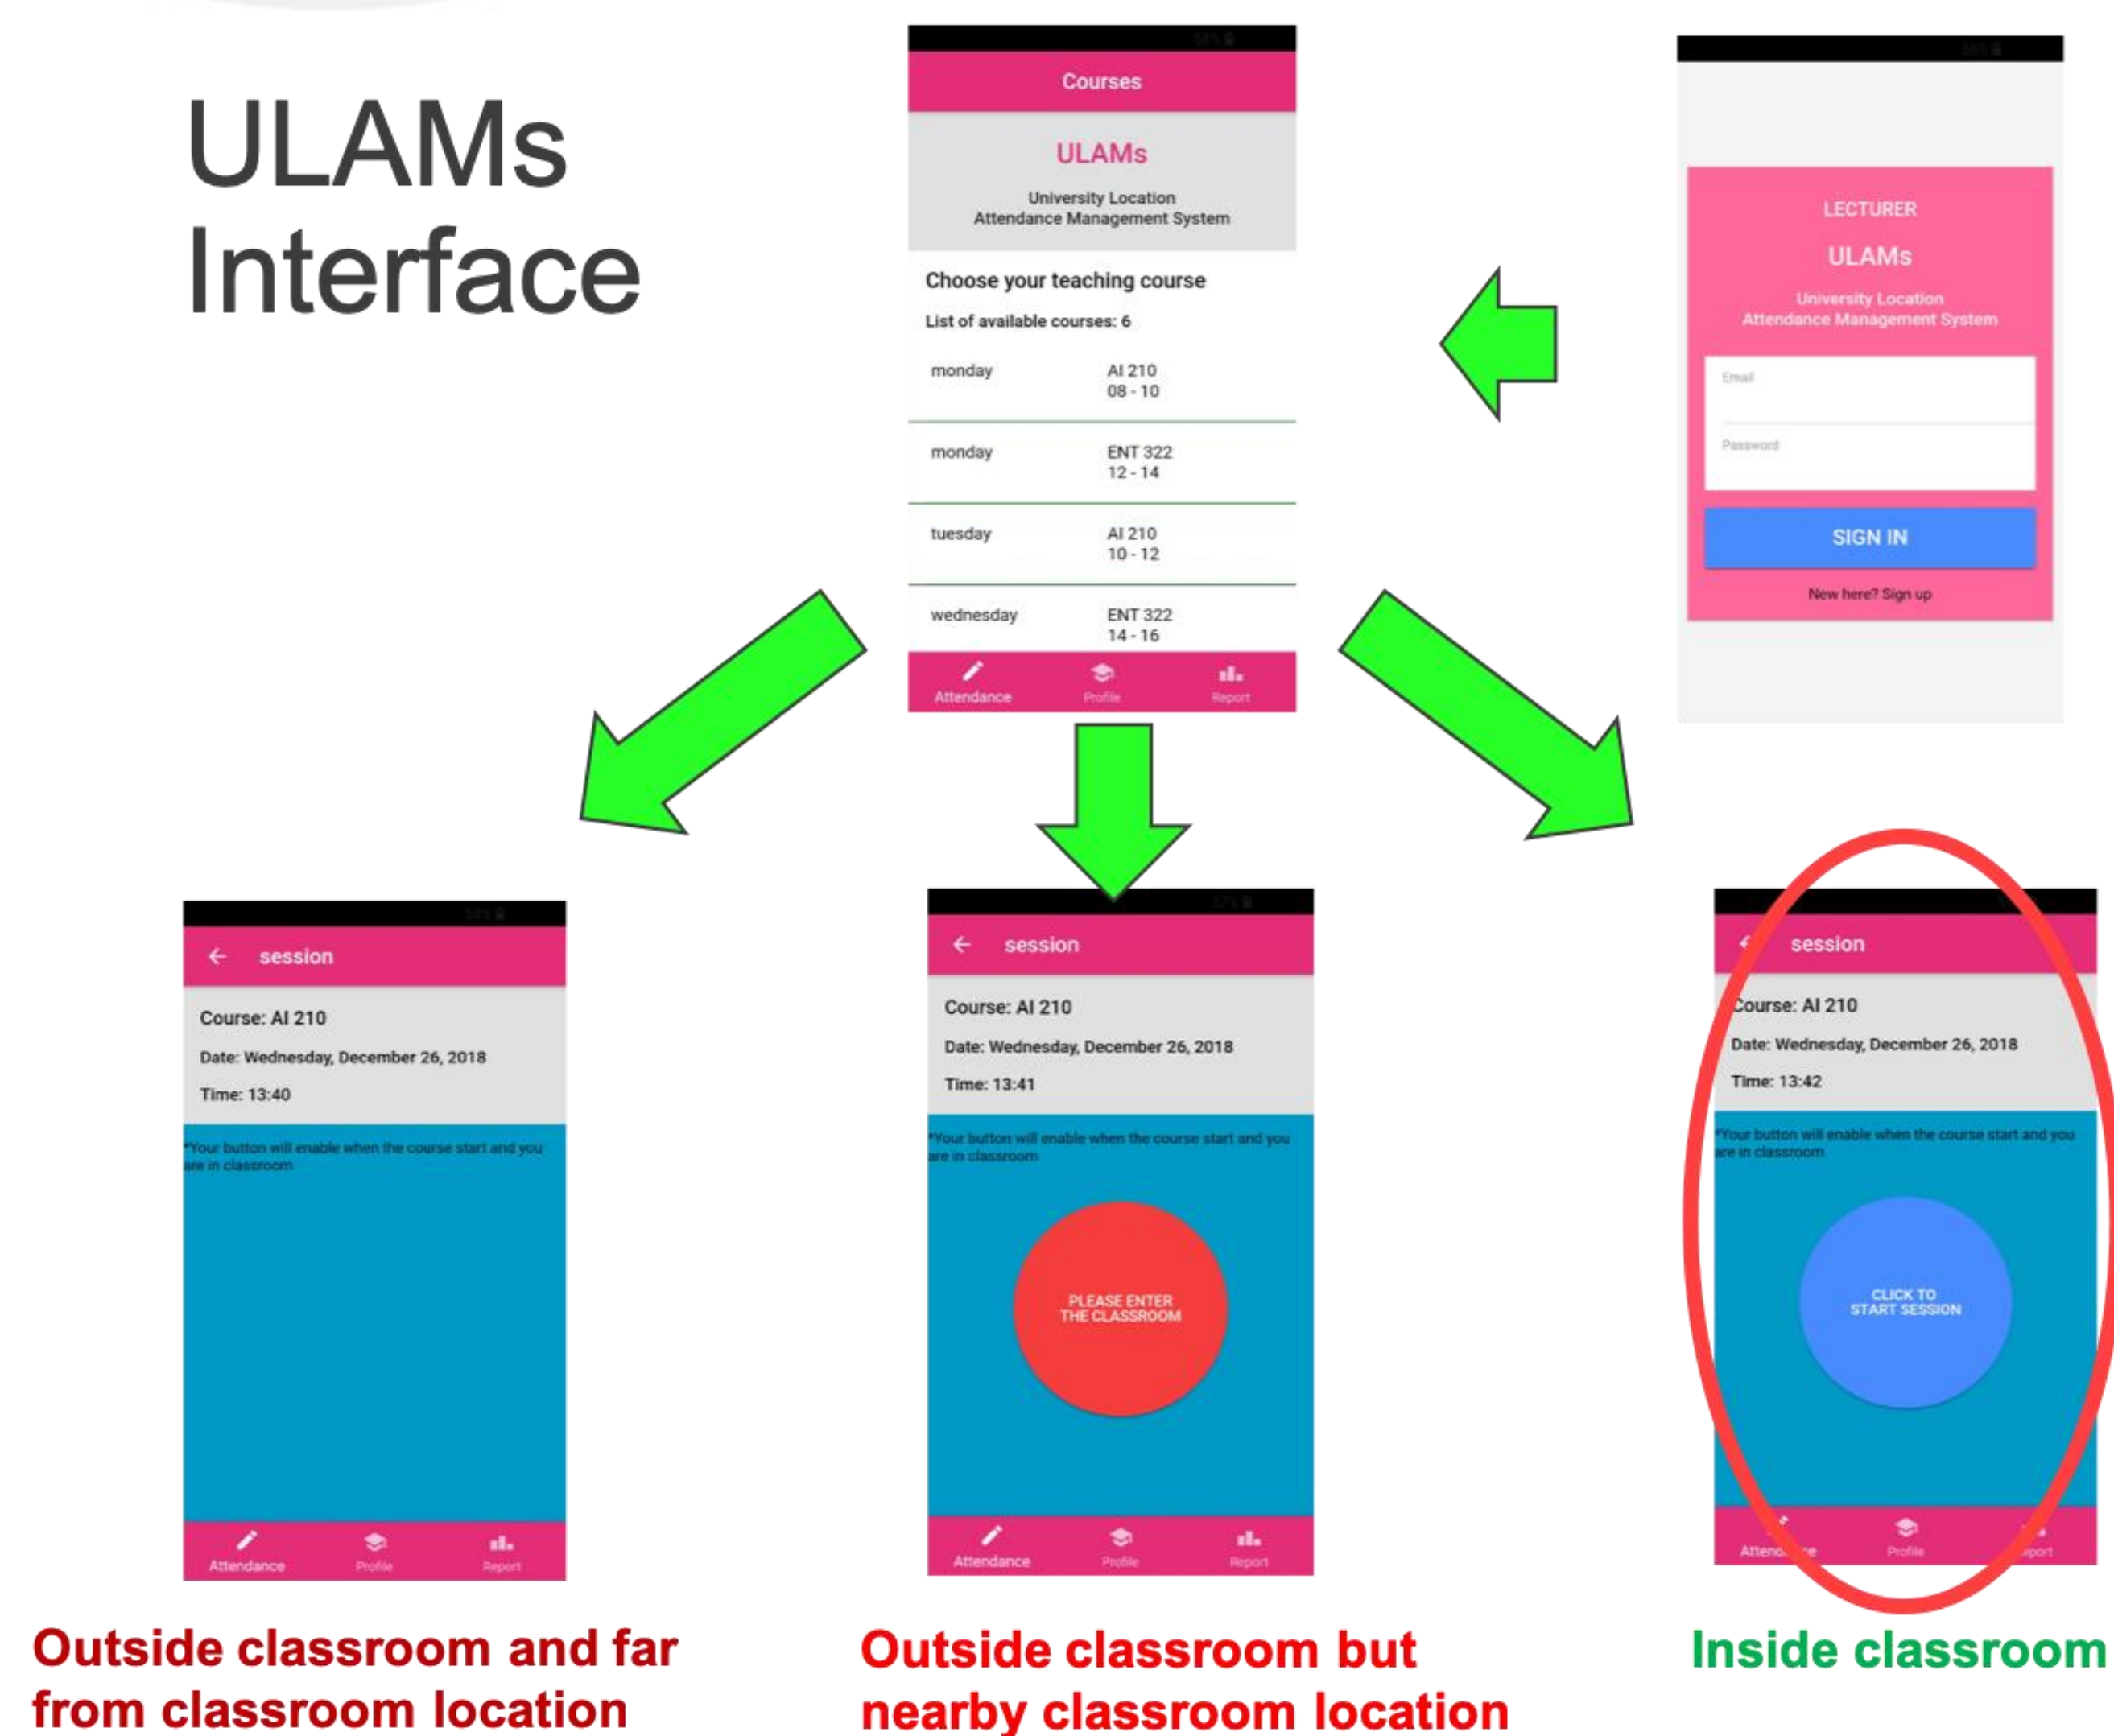 ULAMs
Interface
Courses
ULAMs
University Location
Attendance Management System
Choose your teaching course
List of available courses: 6
monday AI 210
08 - 10
monday ENT 322
12 - 14
tuesday AI 210
10 - 12
wednesday ENT 322
14 - 16
Attendance Profile Report
LECTURER
ULAMs
University Location
Attendance Management System
Email
Password
SIGN IN
New here? Sign up
session
Course: AI 210
Date: Wednesday, December 26, 2018
Time: 13:40
*Your button will enable when the course start and you
are in classroom
Attendance Profile Report
Outside classroom and far
from classroom location
session
Course: AI 210
Date: Wednesday, December 26, 2018
Time: 13:41
*Your button will enable when the course start and you
are in classroom
PLEASE ENTER
THE CLASSROOM
Attendance Profile Report
Outside classroom but
nearby classroom location
session
Course: AI 210
Date: Wednesday, December 26, 2018
Time: 13:42
*Your button will enable when the course start and you
are in classroom
CLICK TO
START SESSION
Profile
Inside classroom